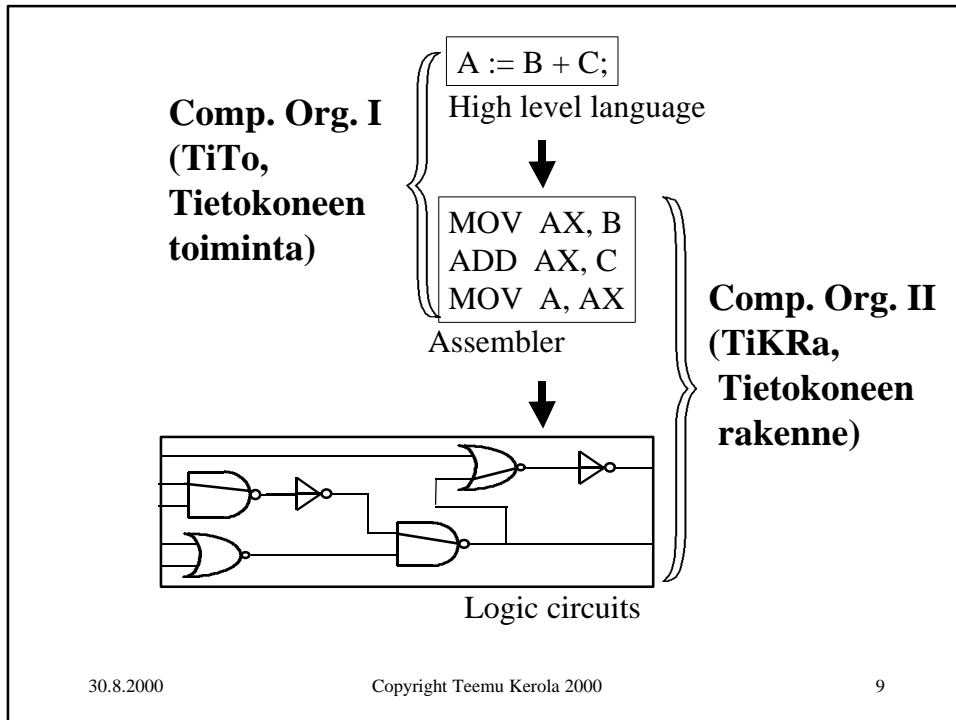 A := B + C;
High level language
Comp. Org. I
(TiTo,
Tietokoneen
toiminta)
MOV AX, B
ADD AX, C
MOV A, AX
Assembler
Comp. Org. II
(TiKRa,
Tietokoneen
rakenne)
Logic circuits
30.8.2000 Copyright Teemu Kerola 2000 9